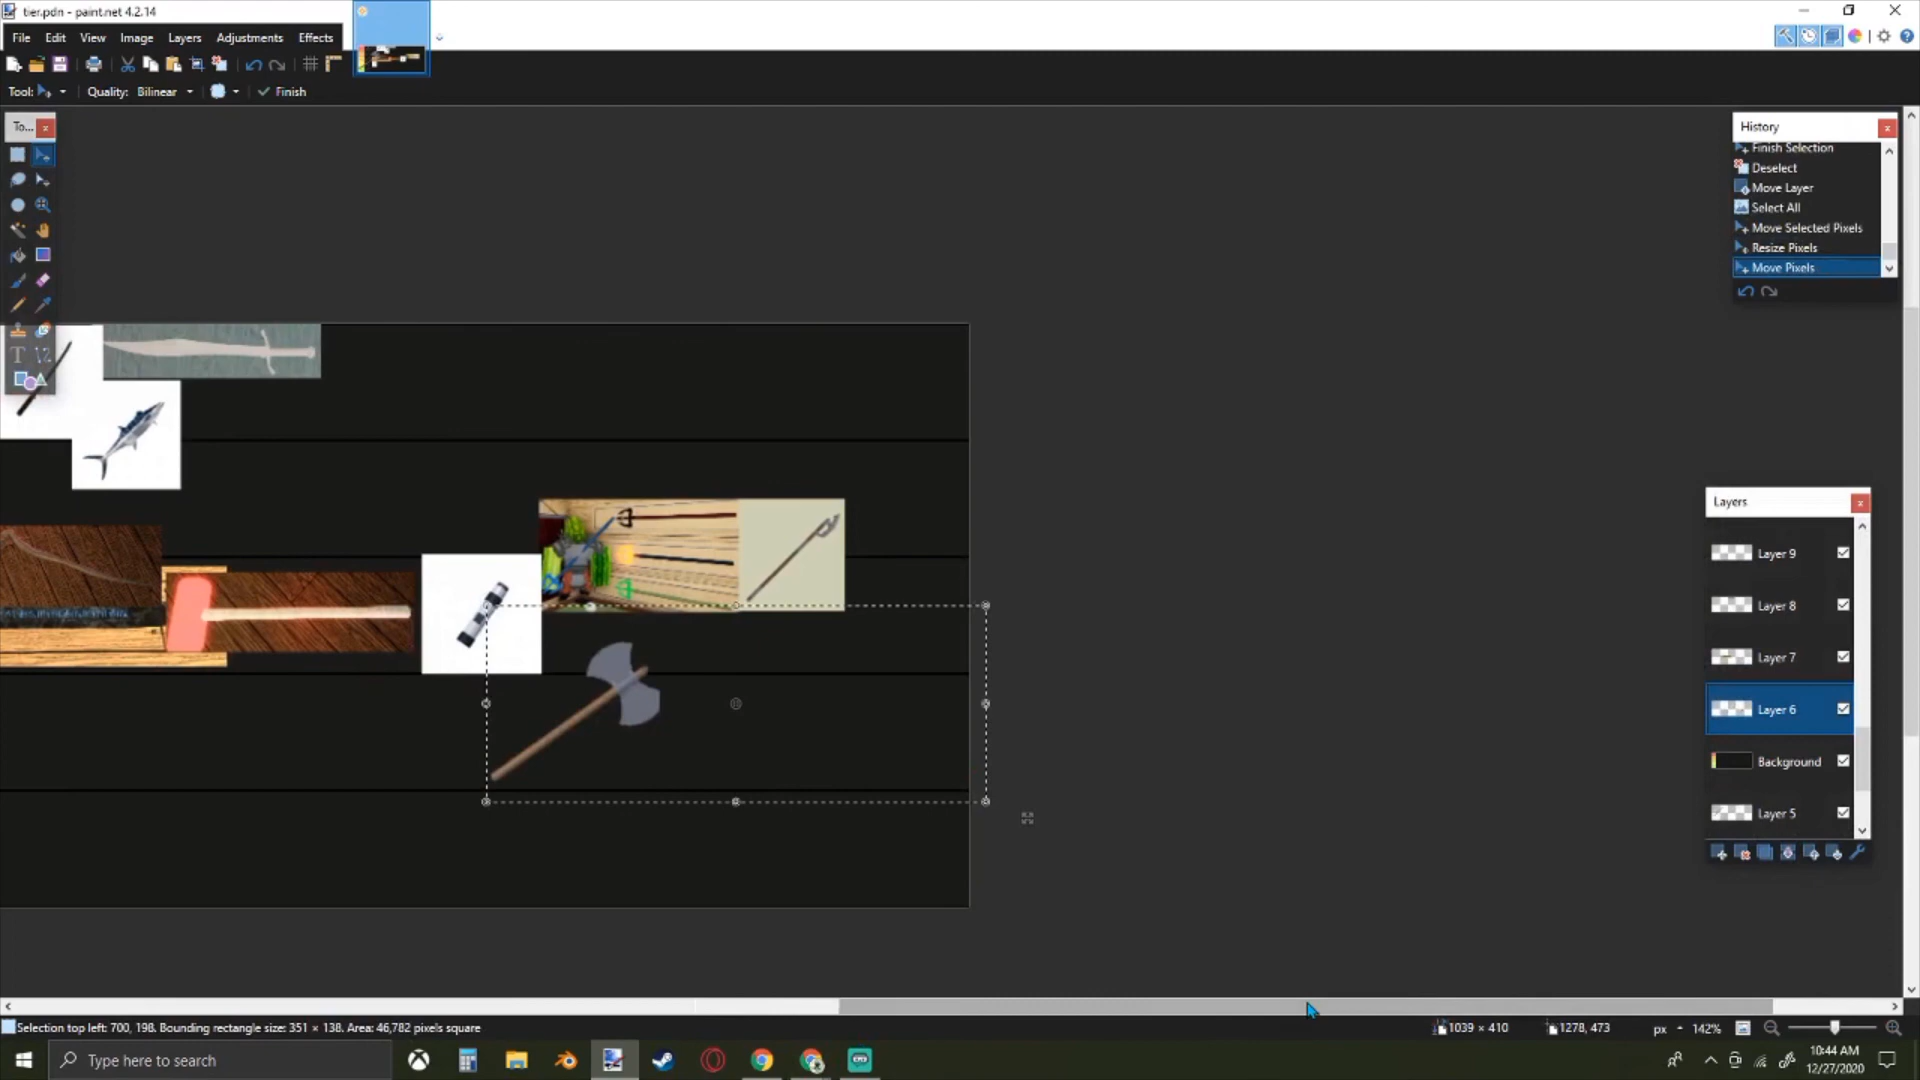 tier.pdn - paint.net 4.2.14
File Edit View Image Layers Adjustments Effects
Tool: Quality: Bilinear Finish
To...
History
Finish Selection
Deselect
Move Layer
Select All
Move Selected Pixels
Resize Pixels
Move Pixels
Layers
Layer 9
Layer 8
Layer 7
Layer 6
Background
Layer 5
Selection top left: 700, 198. Bounding rectangle size: 351 × 138. Area: 46,782 pixels square
1039 × 410 1278, 473 px 142%
Type here to search
10:44 AM
12/27/2020